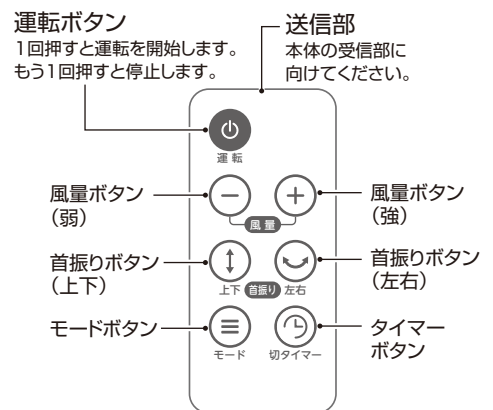 運転ボタン
1回押すと運転を開始します。
もう1回押すと停止します。
送信部
本体の受信部に
向けてください。
運転
風量ボタン
（弱）
風量ボタン
（強）
風量
首振りボタン
（上下）
首振りボタン
（左右）
上下 首振り 左右
モードボタン
タイマー
ボタン
モード 切タイマー